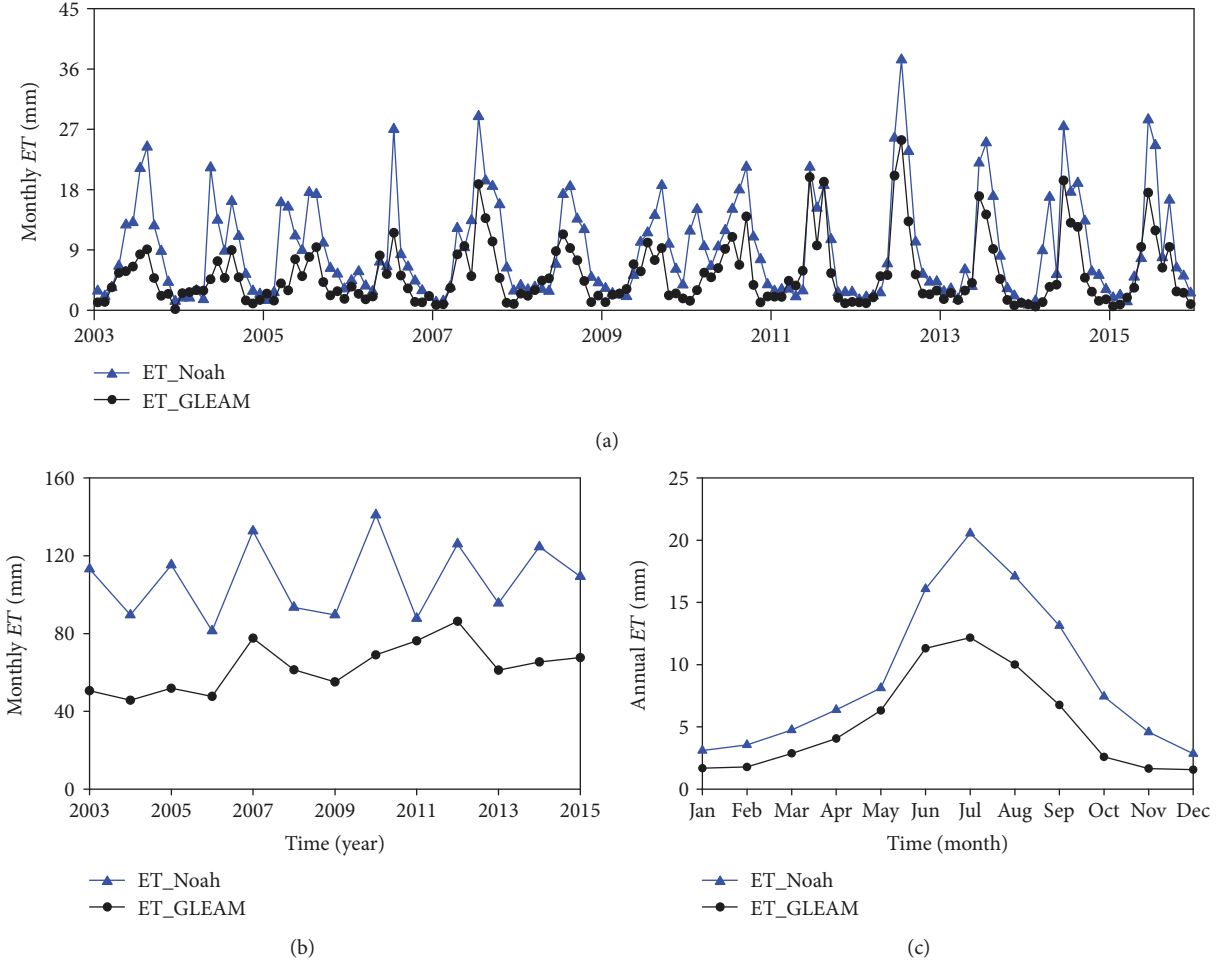 45
36
27
18
9
0
Monthly ET (mm)
2003 2005 2007 2009 2011 2013 2015
ET_Noah
ET_GLEAM
(a)
160
120
80
40
0
Monthly ET (mm)
2003 2005 2007 2009 2011 2013 2015
Time (year)
ET_Noah
ET_GLEAM
(b)
25
20
15
10
5
0
Annual ET (mm)
Jan Feb Mar Apr May Jun Jul Aug Sep Oct Nov Dec
Time (month)
ET_Noah
ET_GLEAM
(c)